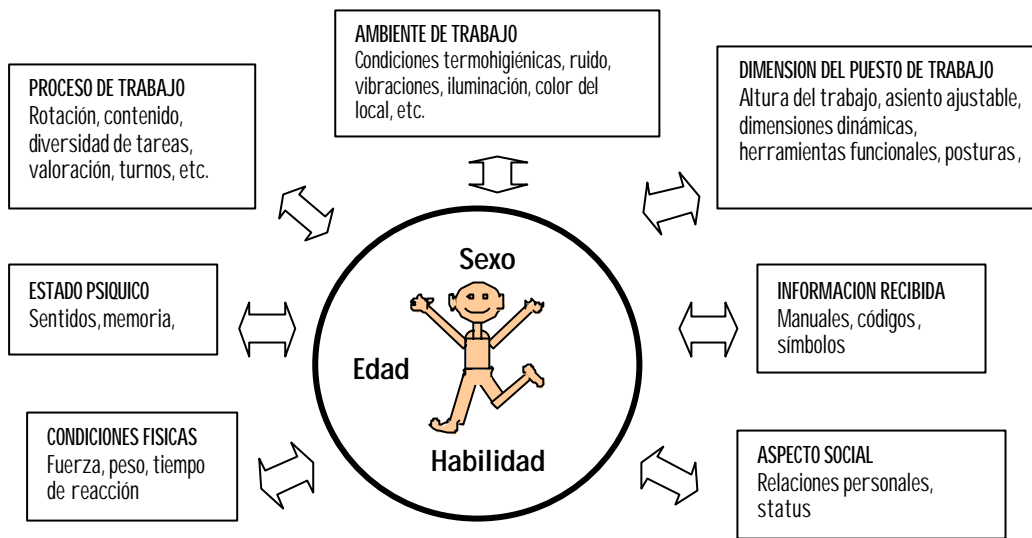 AMBIENTE DE TRABAJO
Condiciones termohigiénicas, ruido,
vibraciones, iluminación, color del
local, etc.
PROCESO DE TRABAJO
Rotación, contenido,
diversidad de tareas,
valoración, turnos, etc.
DIMENSION DEL PUESTO DE TRABAJO
Altura del trabajo, asiento ajustable,
dimensiones dinámicas,
herramientas funcionales, posturas ,
ESTADO PSIQUICO
Sentidos, memoria,
Sexo
Edad
Habilidad
INFORMACION RECIBIDA
Manuales, códigos ,
símbolos
CONDICIONES FISICAS
Fuerza, peso, tiempo
de reacción
ASPECTO SOCIAL
Relaciones personales,
status